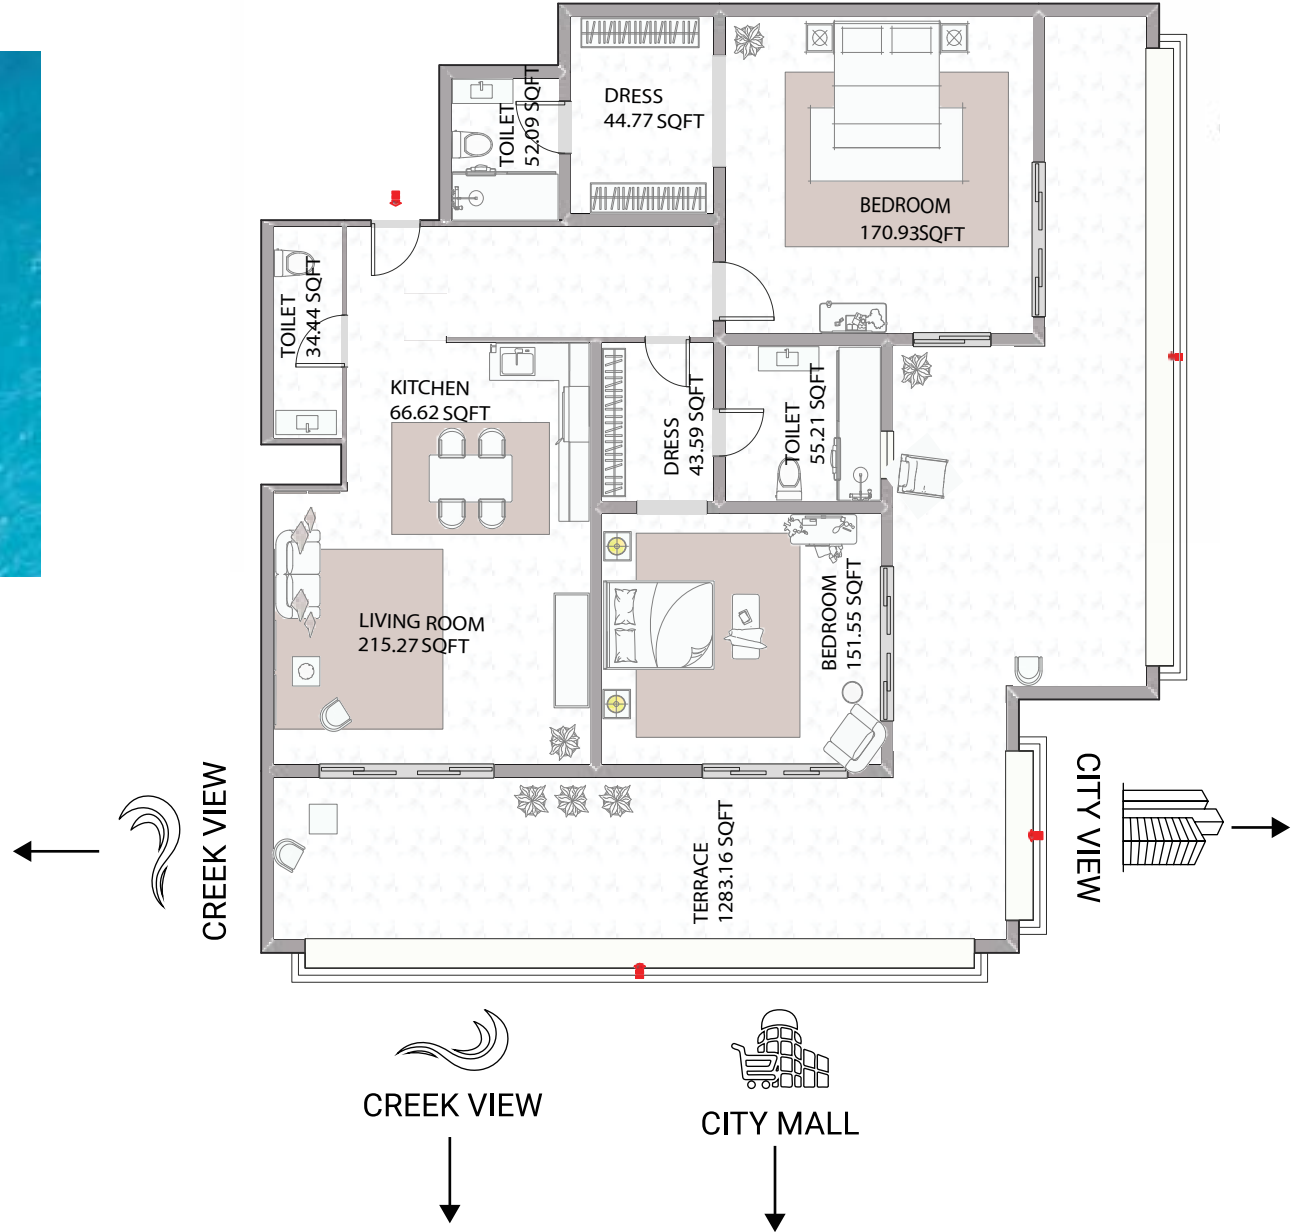 DRESS
44.77 SQFT
TOILET
52.09 SQFT
BEDROOM
170.93SQFT
TOILET
34.44 SQFT
KITCHEN
66.62 SQFT
DRESS
43.59 SQFT
TOILET
55.21 SQFT
LIVING ROOM
215.27 SQFT
BEDROOM
151.55 SQFT
TERRACE
1283.16 SQFT
CREEK VIEW
CITY VIEW
CREEK VIEW
CITY MALL